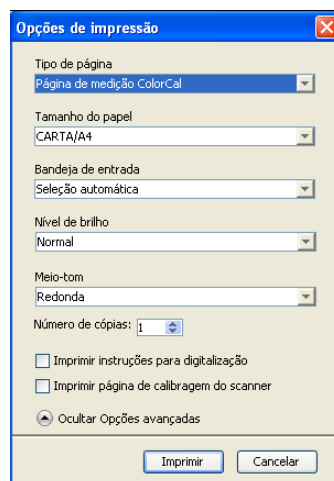 Opções de impressão
Tipo de página
Página de medição ColorCal
Tamanho do papel
CARTA/A4
Bandeja de entrada
Seleção automática
Nível de brilho
Normal
Meio-tom
Redonda
Número de cópias: 1
Imprimir instruções para digitalização
Imprimir página de calibragem do scanner
Ocultar Opções avançadas
Imprimir Cancelar